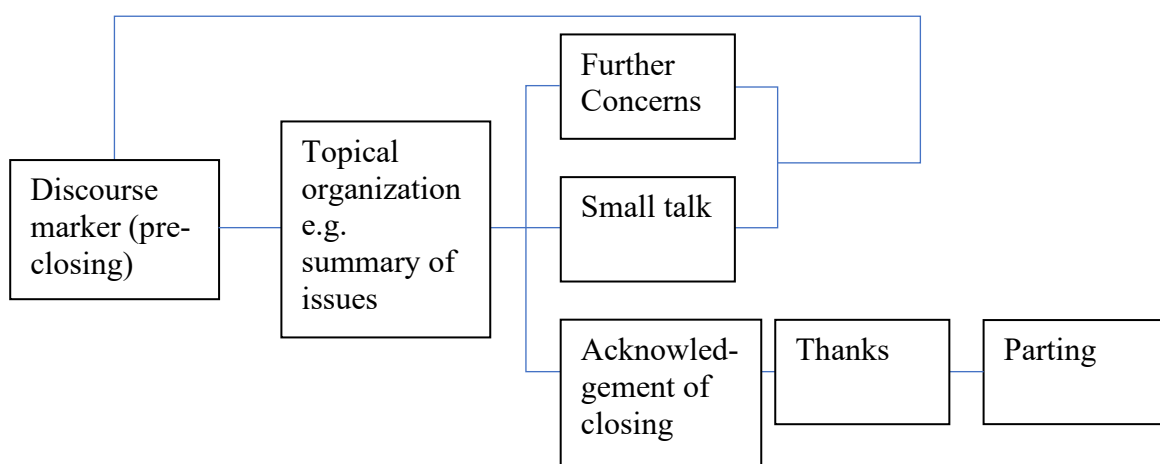 Discourse
marker (pre-
closing)
Topical
organization
e.g.
summary of
issues
Further
Concerns
Small talk
Acknowled-
gement of
closing
Thanks
Parting